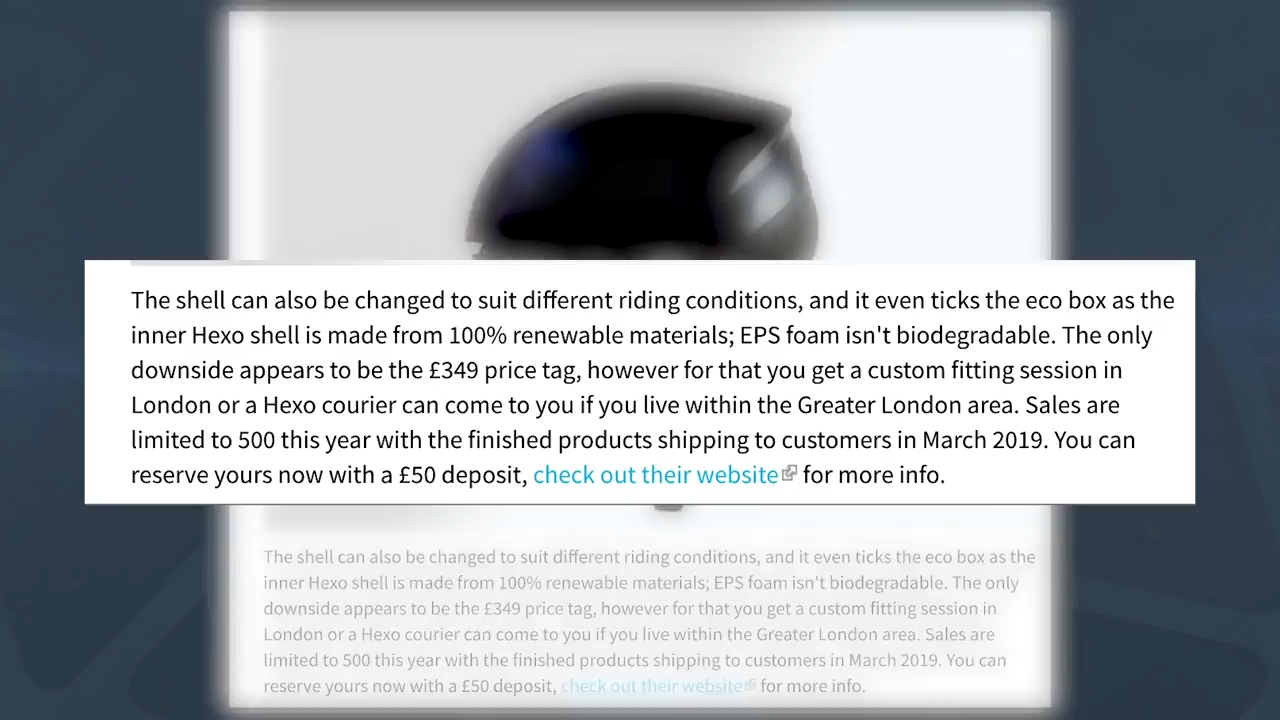 The shell can also be changed to suit different riding conditions, and it even ticks the eco box as the
inner Hexo shell is made from 100% renewable materials; EPS foam isn't biodegradable. The only
downside appears to be the £349 price tag, however for that you get a custom fitting session in
London or a Hexo courier can come to you if you live within the Greater London area. Sales are
limited to 500 this year with the finished products shipping to customers in March 2019. You can
reserve yours now with a £50 deposit, check out their website for more info.
The shell can also be changed to suit different riding conditions, and it even ticks the eco box as the
inner Hexo shell is made from 100% renewable materials; EPS foam isn't biodegradable. The only
downside appears to be the £349 price tag, however for that you get a custom fitting session in
London or a Hexo courier can come to you if you live within the Greater London area. Sales are
limited to 500 this year with the finished products shipping to customers in March 2019. You can
reserve yours now with a £50 deposit, check out their website for more info.